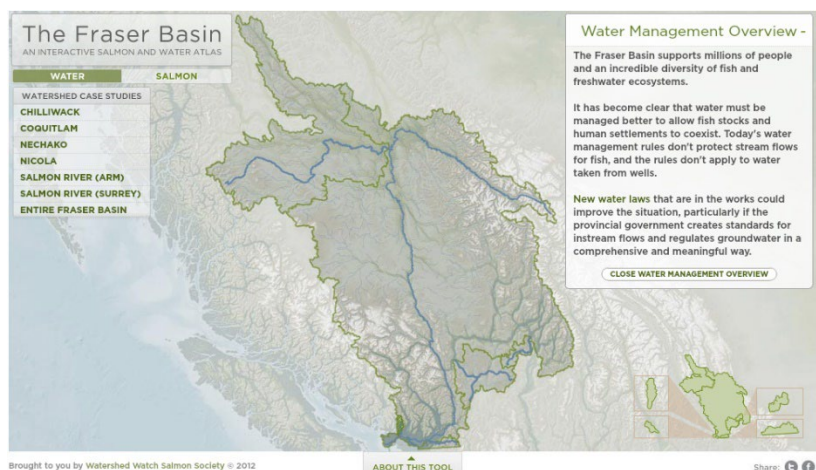 The Fraser Basin
AN INTERACTIVE SALMON AND WATER ATLAS
WATER SALMON
WATERSHED CASE STUDIES
CHILLIWACK
COQUITLAM
NECHAKO
NICOLA
SALMON RIVER (ARM)
SALMON RIVER (SURREY)
ENTIRE FRASER BASIN
Water Management Overview -
The Fraser Basin supports millions of people
and an incredible diversity of fish and
freshwater ecosystems.
It has become clear that water must be
managed better to allow fish stocks and
human settlements to coexist. Today's water
management rules don't protect stream flows
for fish, and the rules don't apply to water
taken from wells.
New water laws that are in the works could
improve the situation, particularly if the
provincial government creates standards for
instream flows and regulates groundwater in a
comprehensive and meaningful way.
CLOSE WATER MANAGEMENT OVERVIEW
Brought to you by Watershed Watch Salmon Society © 2012
ABOUT THIS TOOL
Share: